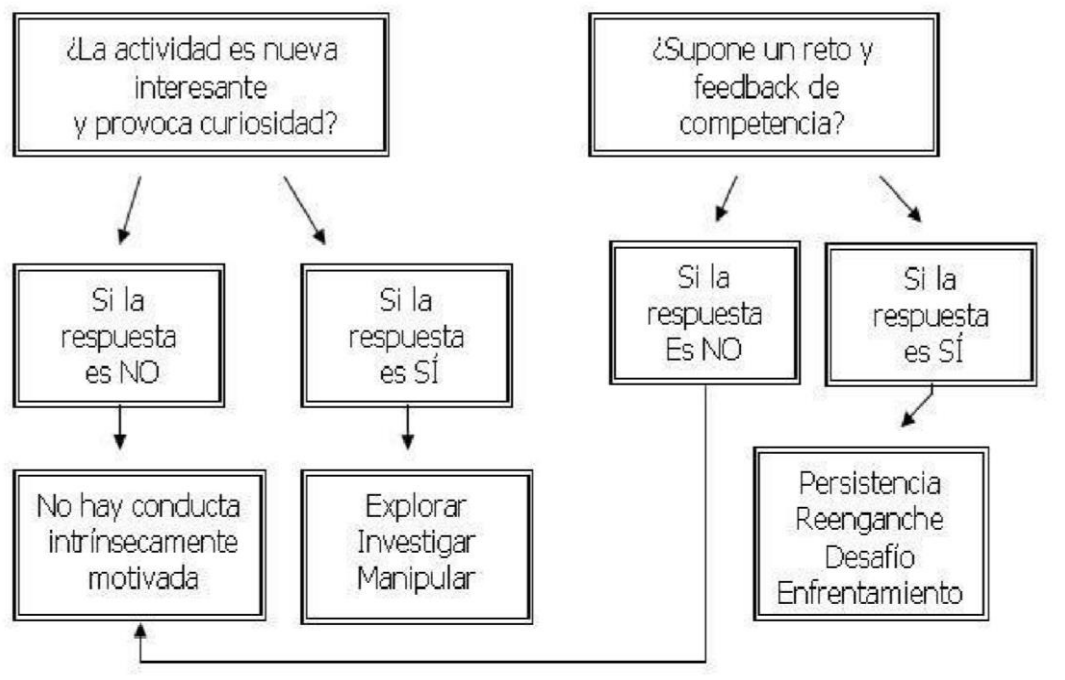 ¿La actividad es nueva
interesante
y provoca curiosidad?
¿Supone un reto y
feedback de
competencia?
Si la
respuesta
es NO
Si la
respuesta
es SÍ
Si la
respuesta
Es NO
Si la
respuesta
es SÍ
No hay conducta
intrínsecamente
motivada
Explorar
Investigar
Manipular
Persistencia
Reenganche
Desafío
Enfrentamiento